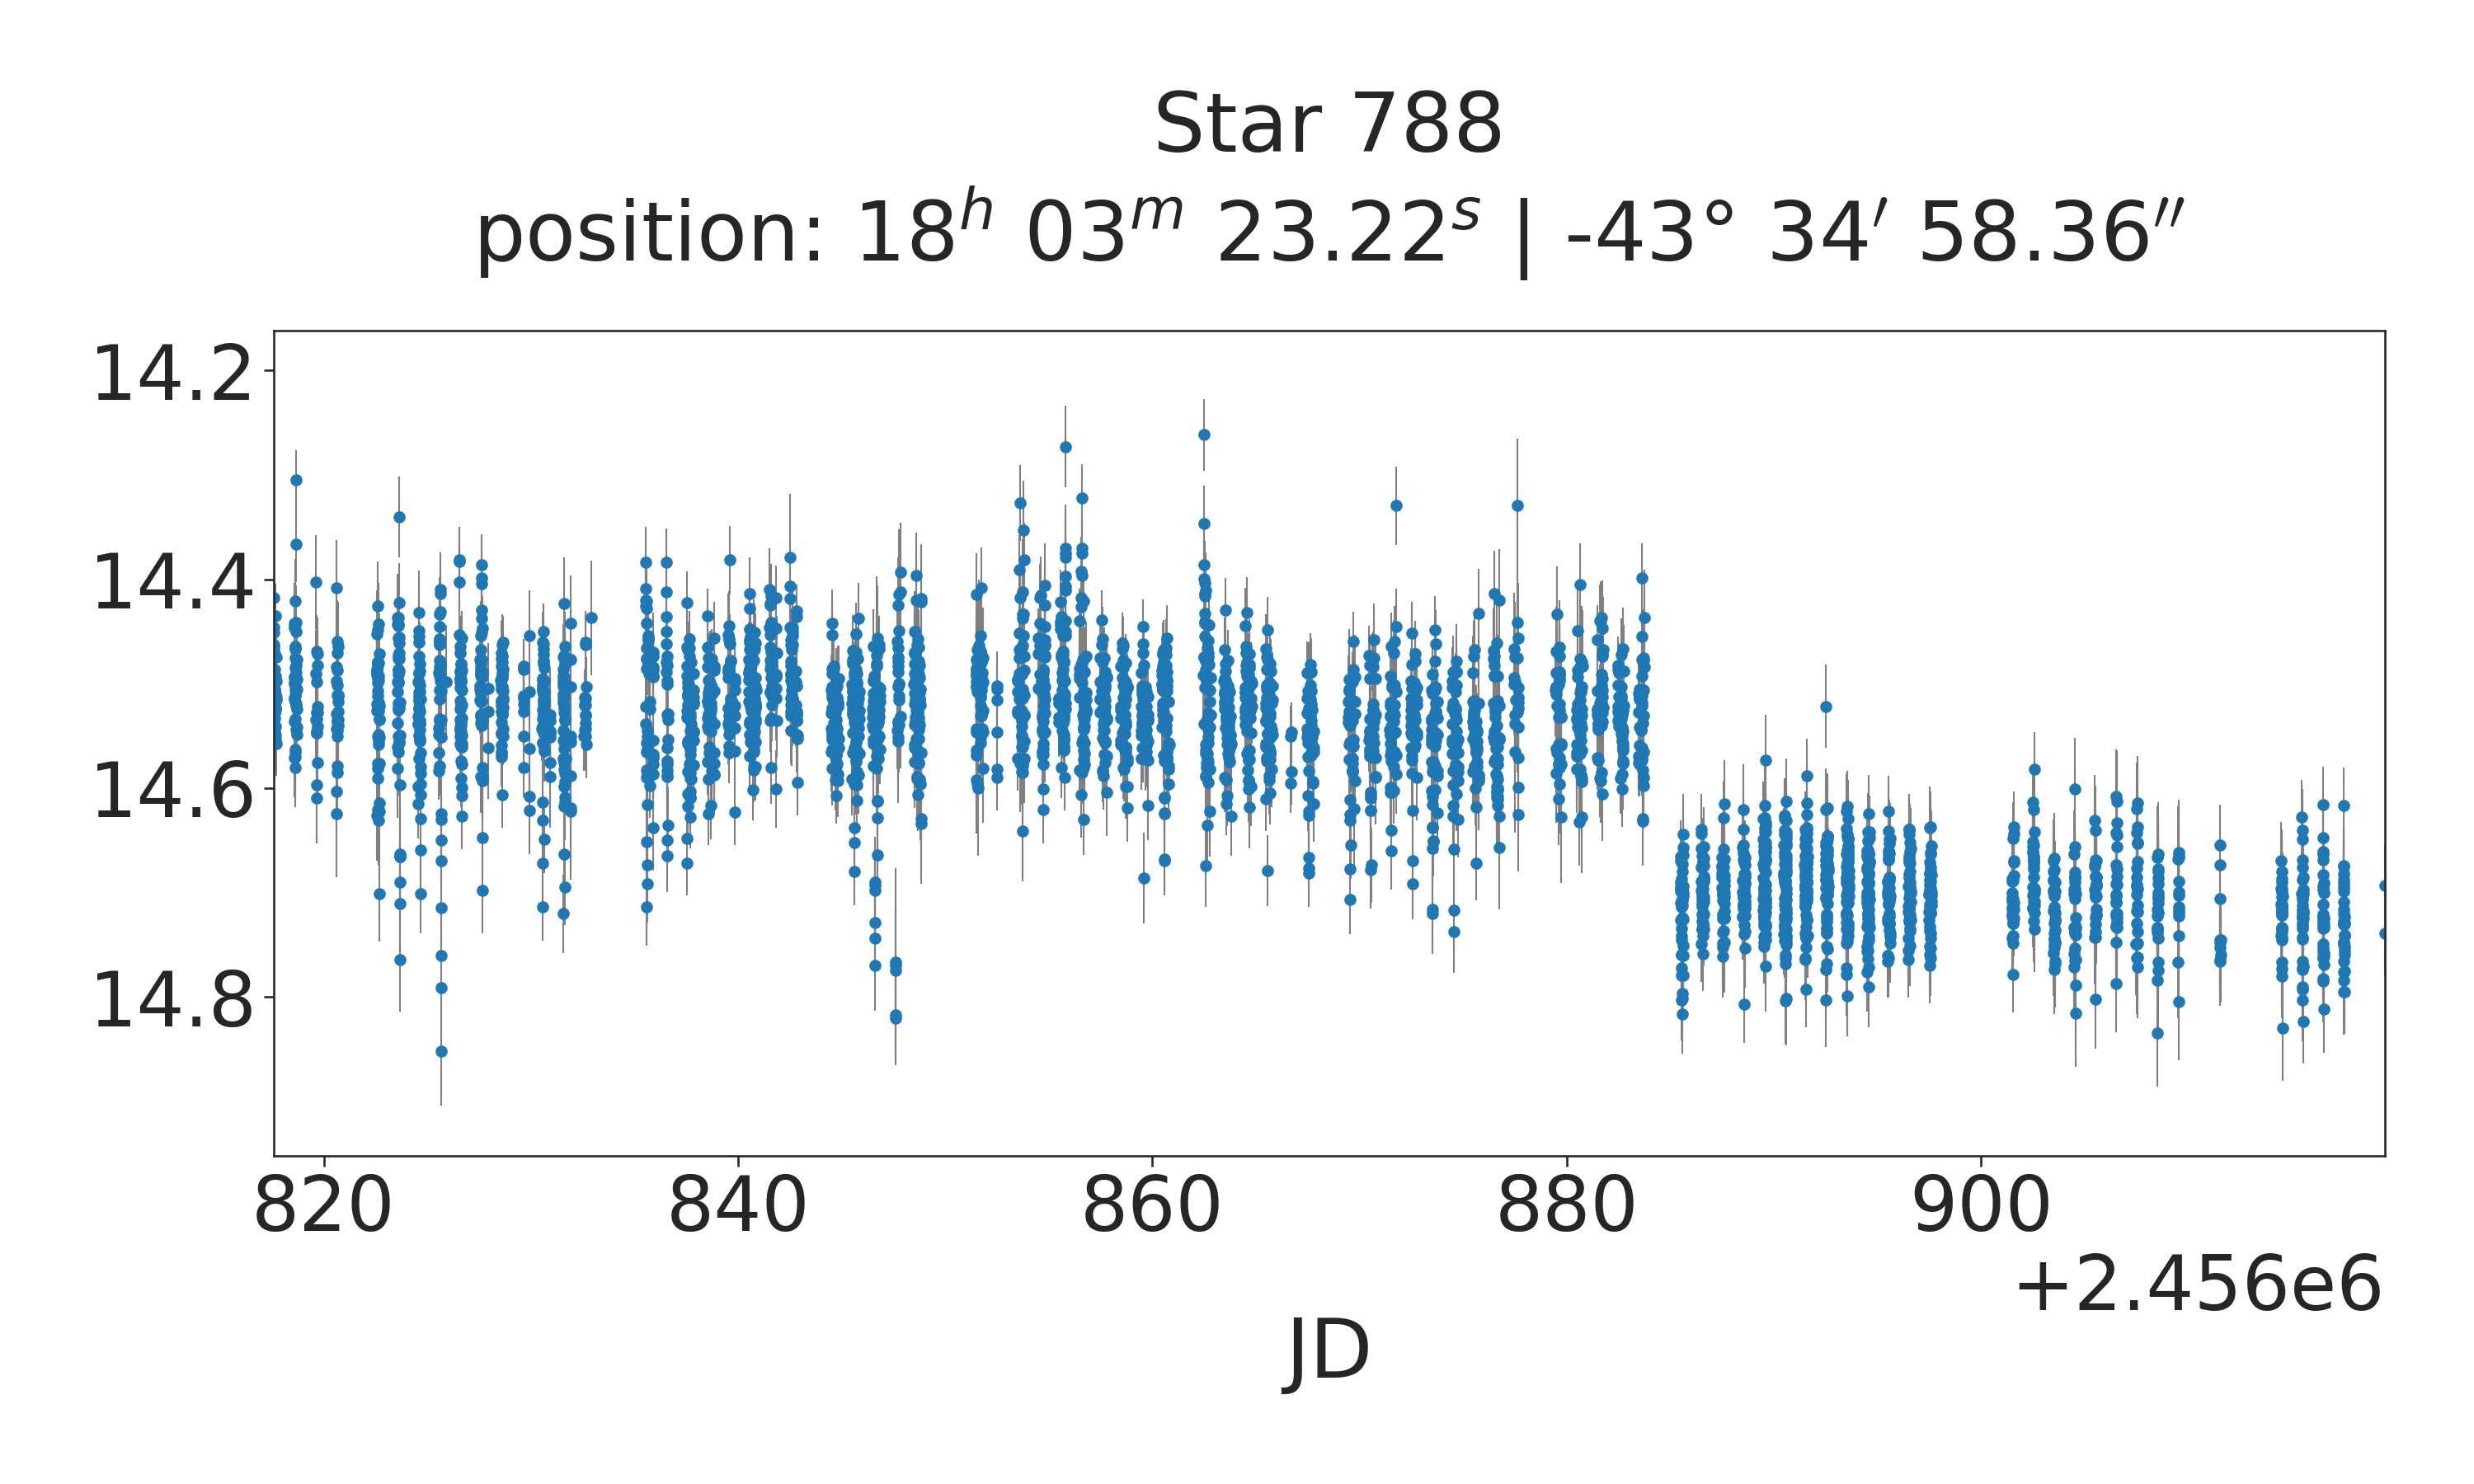 Star 788
position: 18h 03m 23.22s | -43° 34′ 58.36′′
14.2
14.4
14.6
14.8
820 840 860 880 900
+2.456e6
JD